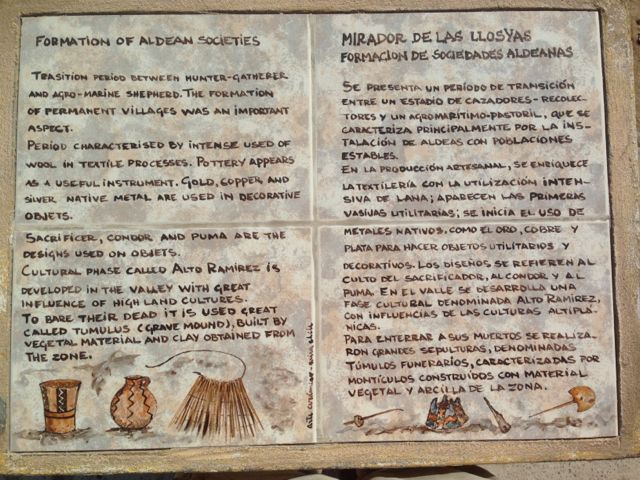 FORMATION OF ALDEAN SOCIETIES
TRASITION PERIOD BETWEEN HUNTER-GATHERER
AND AGRO-MARINE SHEPHERD. THE FORMATION
OF PERMANENT VILLAGES WAS AN IMPORTANT
ASPECT.
PERIOD CHARACTERISED BY INTENSE USED OF
WOOL IN TEXTILE PROCESSES. POTTERY APPEARS
AS A USEFUL INSTRUMENT. GOLD, COPPER, AND
SILVER NATIVE METAL ARE USED IN DECORATIVE
OBJETS.
SACRIFICER, CONDOR AND PUMA ARE THE
DESIGNS USED ON OBJETS.
CULTURAL PHASE CALLED ALTO RAMIREZ IS
DEVELOPED IN THE VALLEY WITH GREAT
INFLUENCE OF HIGH LAND CULTURES.
TO BARE THEIR DEAD IT IS USED GREAT
CALLED TUMULUS (GRAVE MOUND), BUILT BY
VEGETAL MATERIAL AND CLAY OBTAINED FROM
THE ZONE.
MIRADOR DE LAS LLOSYAS
FORMACION DE SOCIEDADES ALDEANAS
SE PRESENTA UN PERÍODO DE TRANSICIÓN
ENTRE UN ESTADIO DE CAZADORES-RECOLEC-
TORES Y UN AGROMARÍTIMO-PASTORIL, QUE SE
CARACTERIZA PRINCIPALMENTE POR LA INS-
TALACIÓN DE ALDEAS CON POBLACIONES
ESTABLES.
EN LA PRODUCCIÓN ARTESANAL, SE ENRIQUECE
LA TEXTILERÍA CON LA UTILIZACIÓN INTEN-
SIVA DE LANA; APARECEN LAS PRIMERAS
VASIJAS UTILITARIAS; SE INICIA EL USO DE
METALES NATIVOS. COMO EL ORO, COBRE Y
PLATA PARA HACER OBJETOS UTILITARIOS Y
DECORATIVOS. LOS DISEÑOS SE REFIEREN AL
CULTO DEL SACRIFICADOR, AL CONDOR Y AL
PUMA. EN EL VALLE SE DESARROLLA UNA
FASE CULTURAL DENOMINADA ALTO RAMÍREZ,
CON INFLUENCIAS DE LAS CULTURAS ALTIPLÁ-
NICAS.
PARA ENTERRAR A SUS MUERTOS SE REALIZA-
RON GRANDES SEPULTURAS, DENOMINADAS
TÚMULOS FUNERARIOS, CARACTERIZADAS POR
MONTÍCULOS CONSTRUÍDOS CON MATERIAL
VEGETAL Y ARCILLA DE LA ZONA.